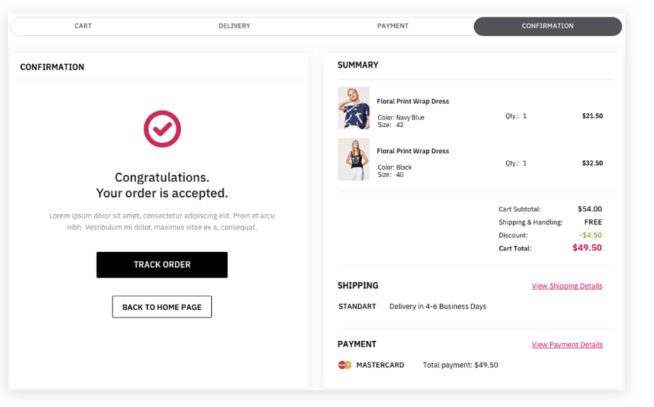 CART
DELIVERY
PAYMENT
CONFIRMATION
CONFIRMATION
Congratulations.
Your order is accepted.
Lorem ipsum dolor sit amet, consectetur adipiscing elit. Proin et arcu
nibh. Vestibulum mi dolor, maximus vitae ex a, consequat.
TRACK ORDER
BACK TO HOME PAGE
SUMMARY
Floral Print Wrap Dress
Color: Navy Blue Qty.: 1 $21.50
Size: 42
Floral Print Wrap Dress
Color: Black Qty.: 1 $32.50
Size: 40
Cart Subtotal: $54.00
Shipping & Handling: FREE
Discount: -$4.50
Cart Total: $49.50
SHIPPING View Shipping Details
STANDART Delivery in 4-6 Business Days
PAYMENT View Payment Details
MASTERCARD Total payment: $49.50